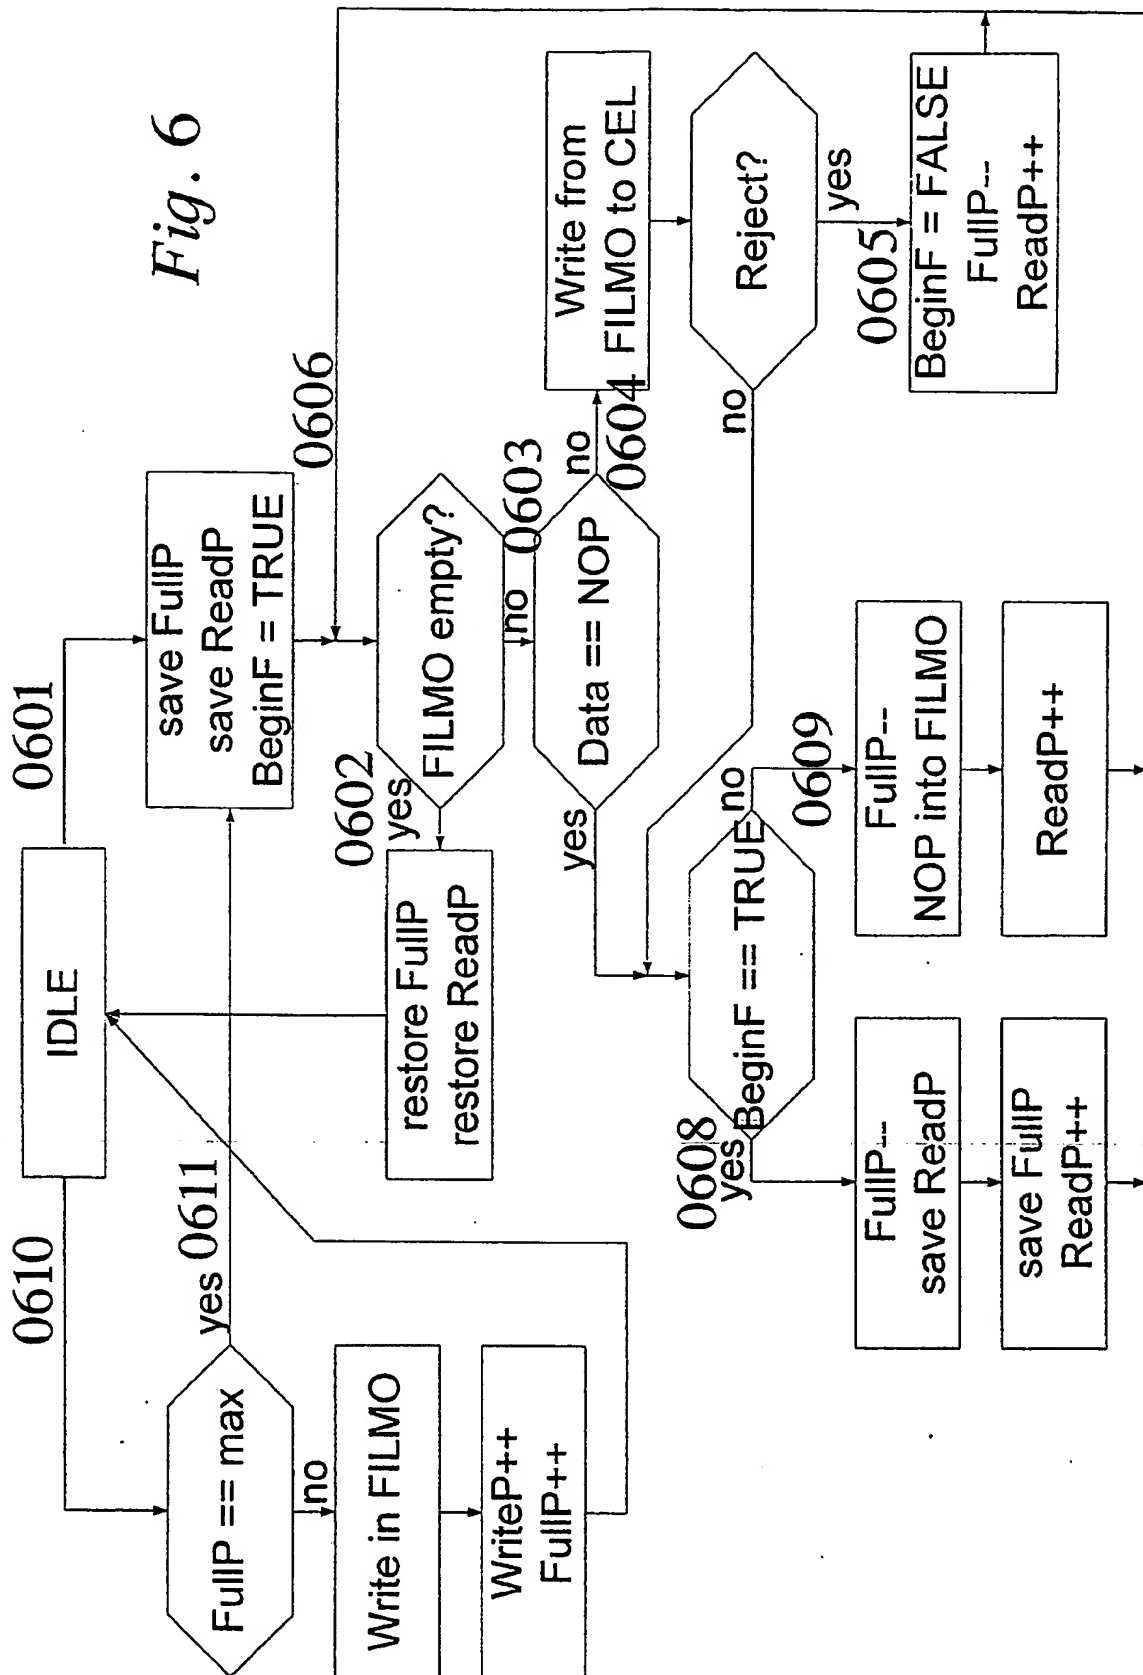 Fig. 6
IDLE
0610
0601
FullP == max
yes
0611
no
Write in FILMO
WriteP++
FullP++
save FullP
save ReadP
BeginF = TRUE
0606
FILMO empty?
0602
yes
restore FullP
restore ReadP
no
0603
Data == NOP
yes
no
0604
Write from
FILMO to CEL
Reject?
no
yes
0605
BeginF = FALSE
FullP--
ReadP++
BeginF == TRUE
0608
yes
no
0609
FullP--
save ReadP
save FullP
ReadP++
FullP--
NOP into FILMO
ReadP++